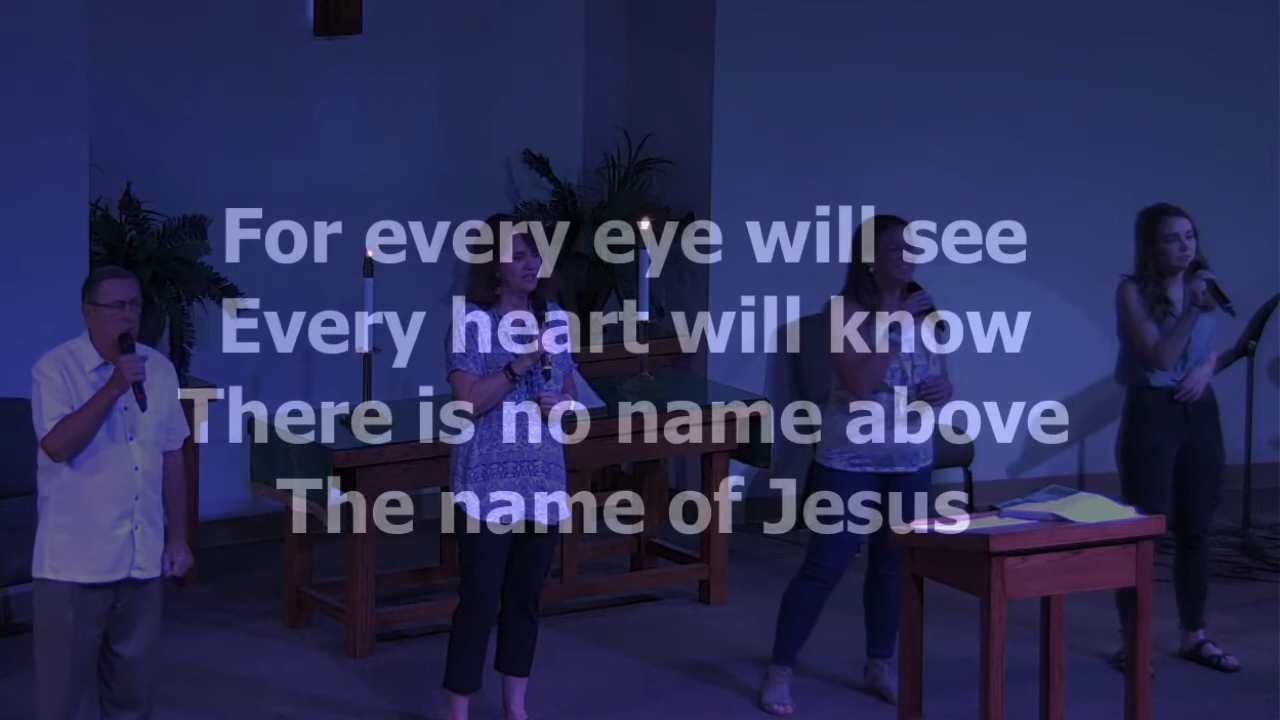 For every eye will see
Every heart will know
There is no name above
The name of Jesus